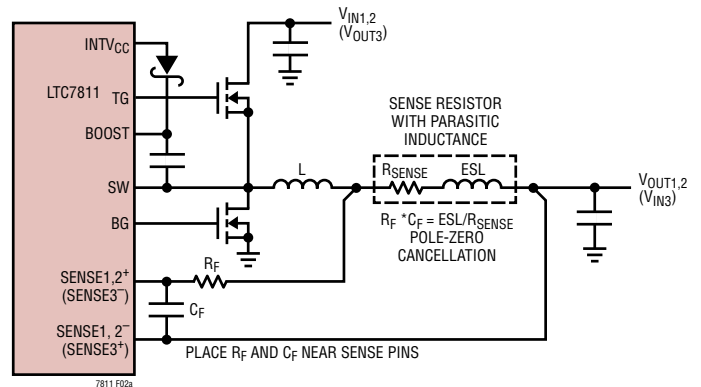 V_IN1,2
(V_OUT3)
INTV_CC
LTC7811
TG
BOOST
SW
BG
SENSE1,2⁺
(SENSE3⁻)
SENSE1, 2⁻
(SENSE3⁺)
L
SENSE RESISTOR
WITH PARASITIC
INDUCTANCE
R_SENSE
ESL
V_OUT1,2
(V_IN3)
R_F *C_F = ESL/R_SENSE
POLE-ZERO
CANCELLATION
R_F
C_F
PLACE R_F AND C_F NEAR SENSE PINS
7811 F02a